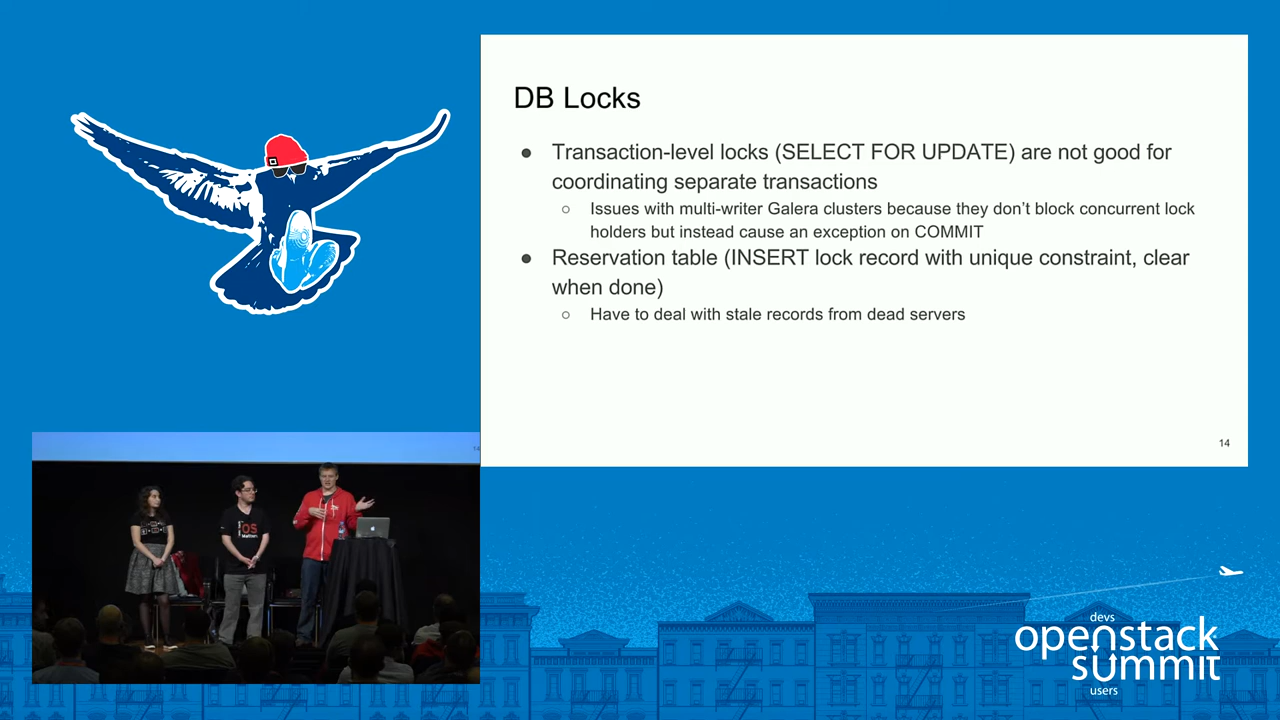 DB Locks
● Transaction-level locks (SELECT FOR UPDATE) are not good for
coordinating separate transactions
○ Issues with multi-writer Galera clusters because they don’t block concurrent lock
holders but instead cause an exception on COMMIT
● Reservation table (INSERT lock record with unique constraint, clear
when done)
○ Have to deal with stale records from dead servers
14
14
OS
Matters
devs
openstack
summit
users